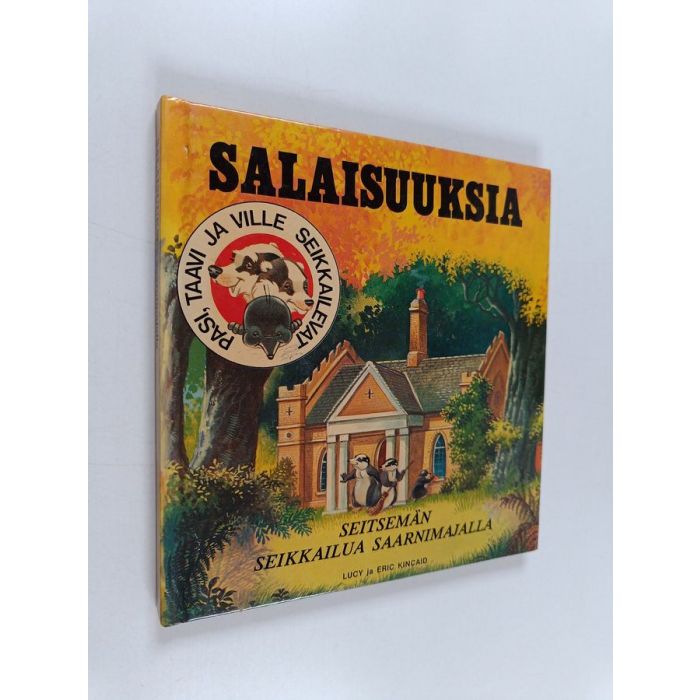 SALAISUUKSIA
PASI, TAAVI JA VILLE SEIKKAILEVAT
SEITSEMÄN
SEIKKAILUA SAARNIMAJALLA
LUCY ja ERIC KINCAID